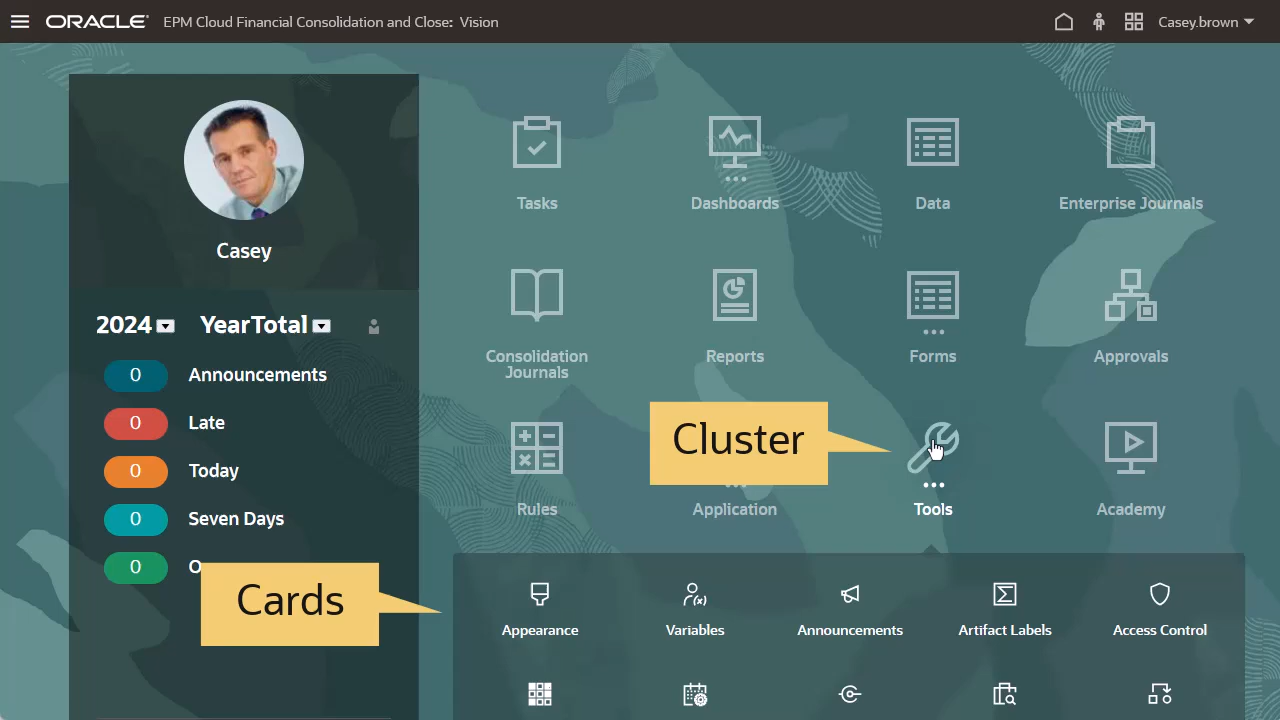 ORACLE® EPM Cloud Financial Consolidation and Close: Vision
Casey.brown
Casey
2024 YearTotal
0 Announcements
0 Late
0 Today
0 Seven Days
0 O
Tasks
Dashboards
Data
Enterprise Journals
Consolidation
Journals
Reports
Forms
Approvals
Rules
Application
Tools
Academy
Cluster
Cards
Appearance
Variables
Announcements
Artifact Labels
Access Control